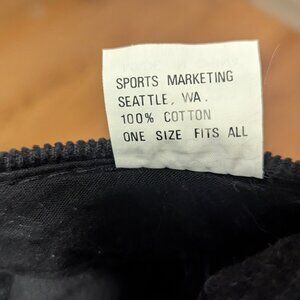 SPORTS MARKETING
SEATTLE, WA.
100% COTTON
ONE SIZE FITS ALL